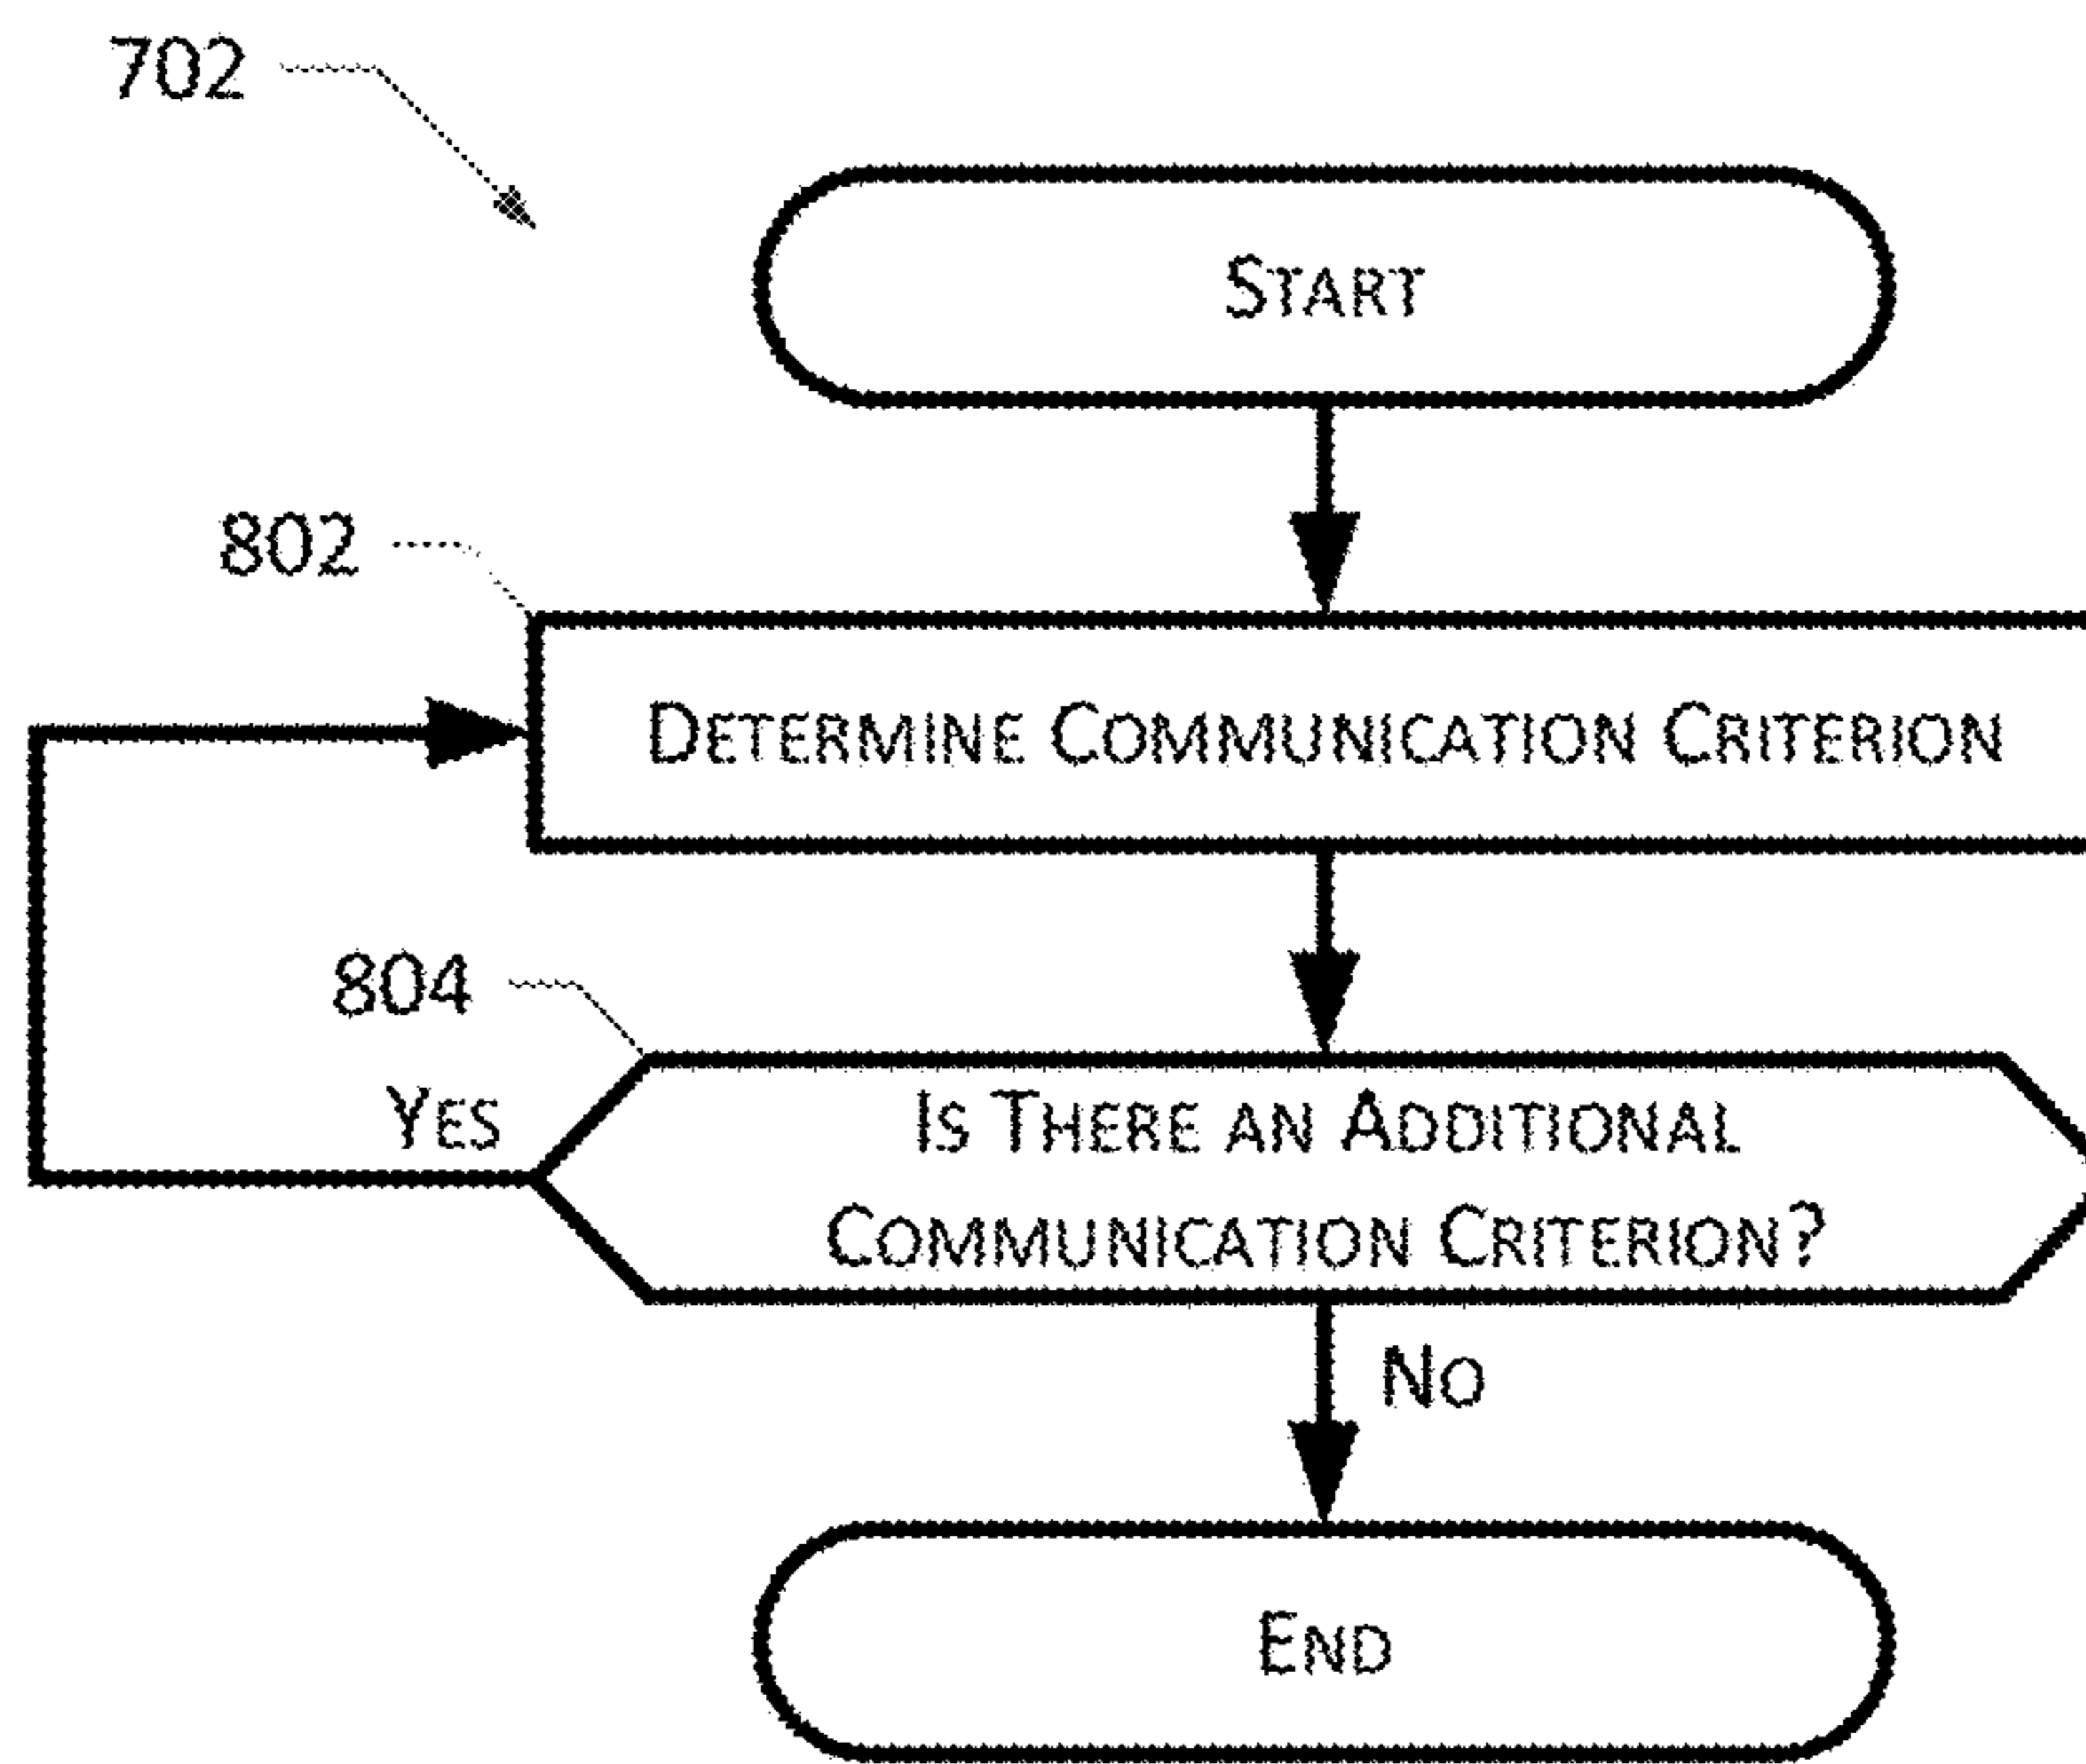 702
START
802
DETERMINE COMMUNICATION CRITERION
804
YES
IS THERE AN ADDITIONAL
COMMUNICATION CRITERION?
NO
END